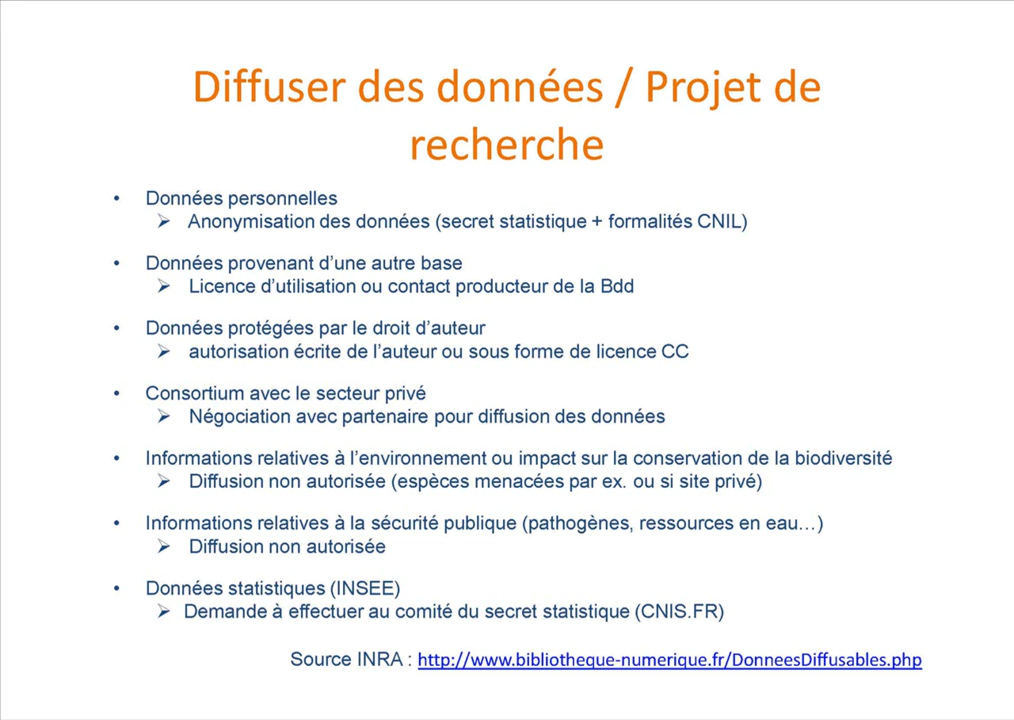 Diffuser des données / Projet de
recherche
• Données personnelles
➢ Anonymisation des données (secret statistique + formalités CNIL)
• Données provenant d’une autre base
➢ Licence d’utilisation ou contact producteur de la Bdd
• Données protégées par le droit d’auteur
➢ autorisation écrite de l’auteur ou sous forme de licence CC
• Consortium avec le secteur privé
➢ Négociation avec partenaire pour diffusion des données
• Informations relatives à l’environnement ou impact sur la conservation de la biodiversité
➢ Diffusion non autorisée (espèces menacées par ex. ou si site privé)
• Informations relatives à la sécurité publique (pathogènes, ressources en eau…)
➢ Diffusion non autorisée
• Données statistiques (INSEE)
➢ Demande à effectuer au comité du secret statistique (CNIS.FR)
Source INRA : http://www.bibliotheque-numerique.fr/DonneesDiffusables.php